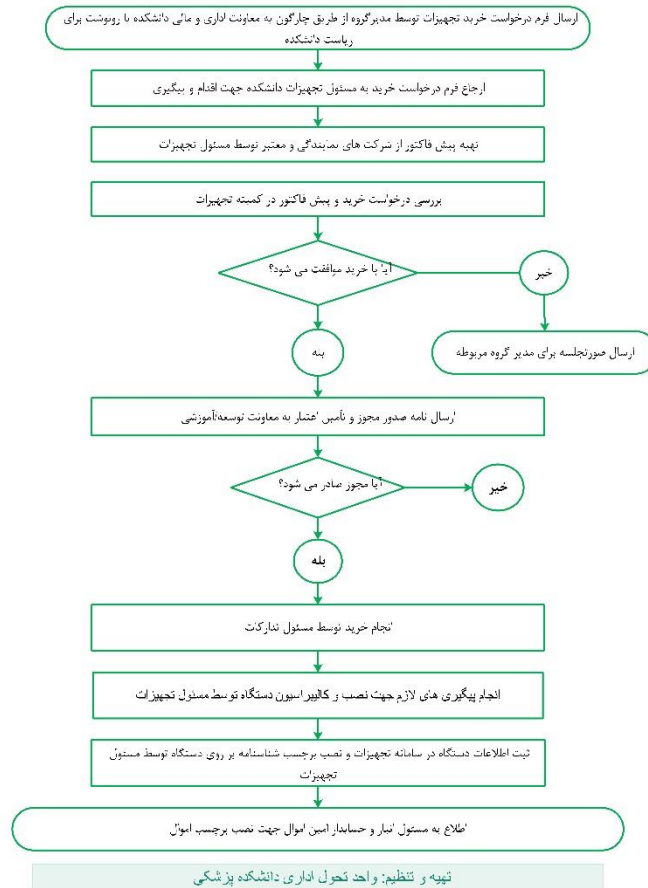 ارسال فرم درخواست خرید تجهیزات توسط مدیرگروه از طریق چارگون به معاونت اداری و مالی دانشکده با رونوشت برای
ریاست دانشکده
ارجاع فرم درخواست خرید به مسئول تجهیزات دانشکده جهت اقدام و پیگیری
تهیه پیش فاکتور از شرکت های نمایندگی و معتبر توسط مسئول تجهیزات
بررسی درخواست خرید و پیش فاکتور در کمیته تجهیزات
آیا با خرید موافقت می شود؟
خیر
بله
ارسال صورتجلسه برای مدیر گروه مربوطه
ارسال نامه صدور مجوز و تأمین اعتبار به معاونت توسعه/آموزشی
آیا مجوز صادر می شود؟
خیر
بله
انجام خرید توسط مسئول تدارکات
انجام پیگیری های لازم جهت نصب و کالیبراسیون دستگاه توسط مسئول تجهیزات
ثبت اطلاعات دستگاه در سامانه تجهیزات و نصب برچسب شناسنامه بر روی دستگاه توسط مسئول
تجهیزات
اطلاع به مسئول انبار و حسابدار امین اموال جهت نصب برچسب اموال
تهیه و تنظیم: واحد تحول اداری دانشکده پزشکی